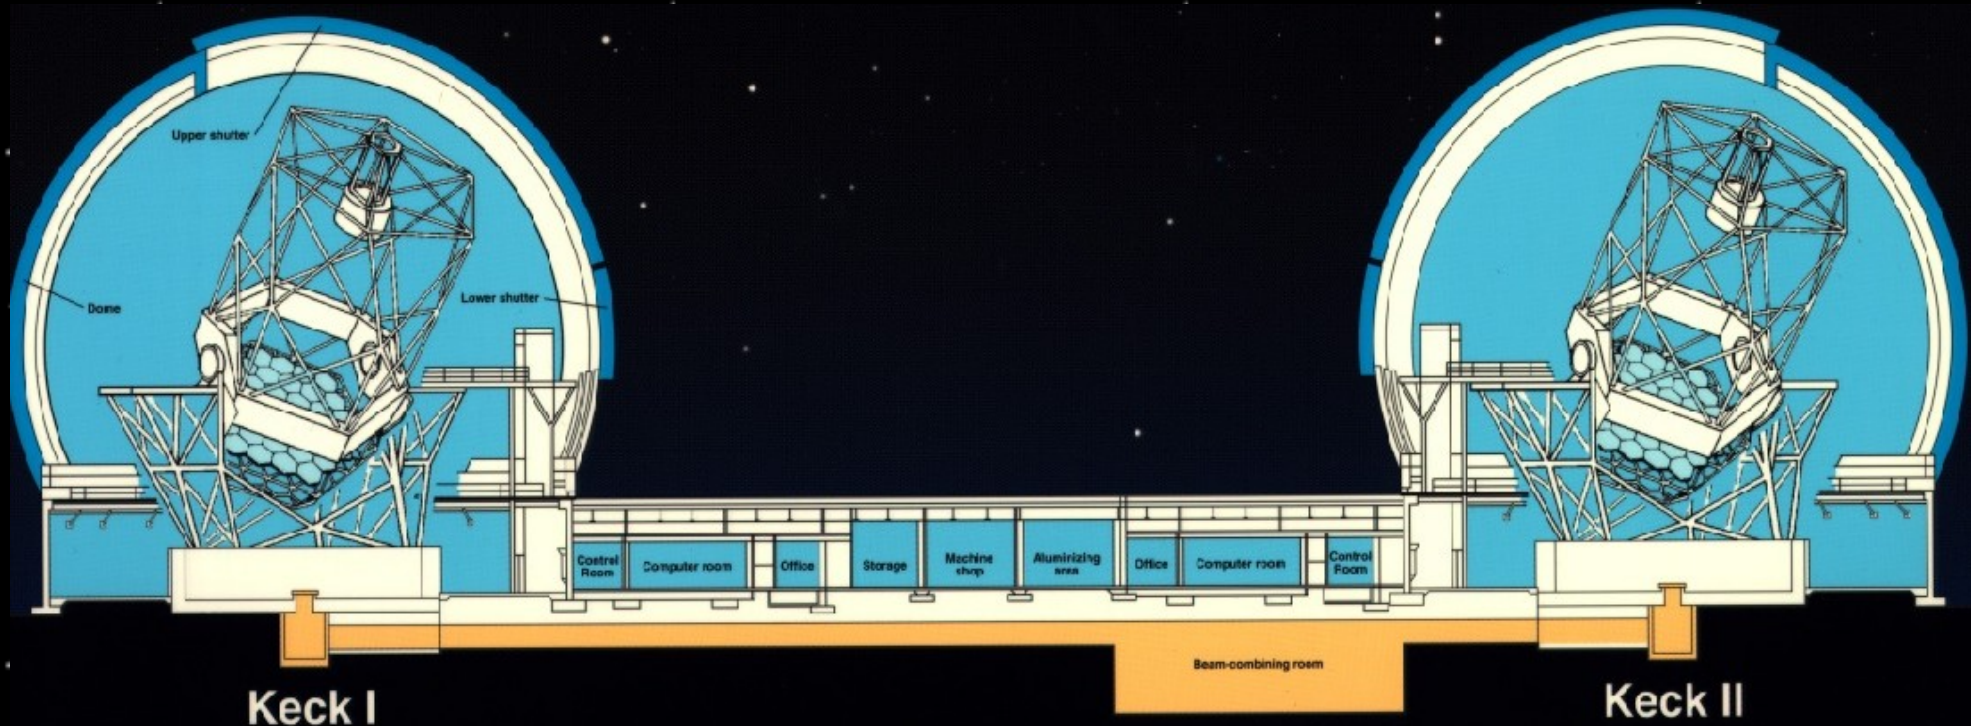 Upper shutter
Dome
Lower shutter
Control
Room
Computer room
Office
Storage
Machine
shop
Aluminizing
area
Office
Computer room
Control
Room
Beam-combining room
Keck I
Keck II